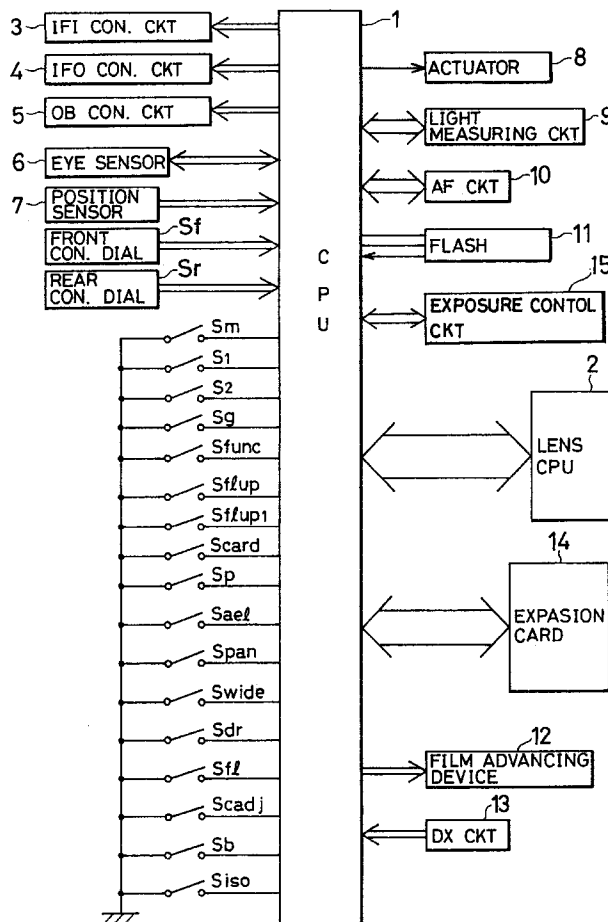 3 IFI CON. CKT
4 IFO CON. CKT
5 OB CON. CKT
6 EYE SENSOR
7 POSITION
SENSOR
FRONT
CON. DIAL Sf
REAR
CON. DIAL Sr
Sm
S1
S2
Sg
Sfunc
Sflup
Sflup1
Scard
Sp
Sael
Span
Swide
Sdr
Sfl
Scadj
Sb
Siso
1
C
P
U
ACTUATOR 8
LIGHT
MEASURING CKT 9
AF CKT 10
FLASH 11
EXPOSURE CONTOL
CKT 15
2
LENS
CPU
14
EXPASION
CARD
12
FILM ADVANCING
DEVICE
13
DX CKT